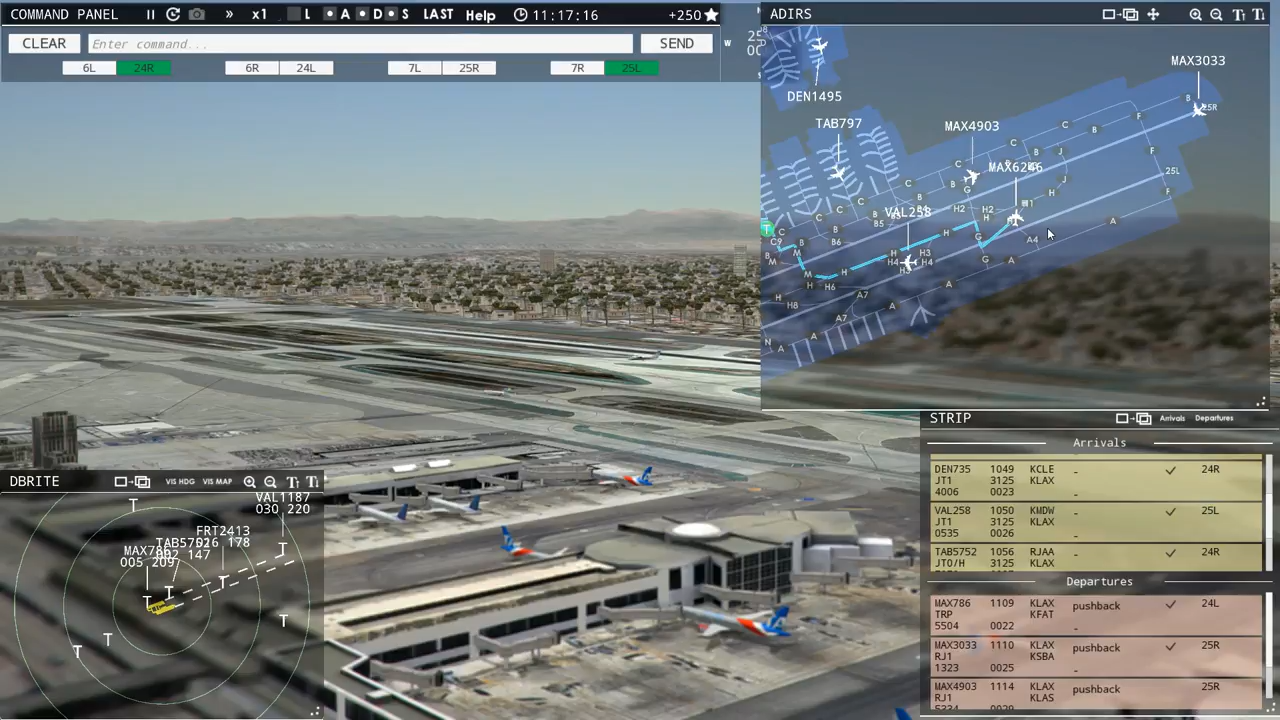 COMMAND PANEL
x1
L A D S
LAST
Help
11:17:16
+250
CLEAR
Enter command...
SEND
6L 24R
6R 24L
7L 25R
7R 25L
W
ADIRS
MAX3033
DEN1495
TAB797
MAX4903
MAX6246
VAL258
25R
25L
DBRITE
VIS HDG
VIS MAP
VAL1187
030 220
FRT2413
178
TAB5752
147
MAX786
005 209
STRIP
Arrivals
Departures
Arrivals
DEN735 1049 KCLE - 24R
JT1 3125 KLAX
4006 0023 -
VAL258 1050 KMDW - 25L
JT1 3125 KLAX
0535 0026 -
TAB5752 1056 RJAA - 24R
JT0/H 3125 KLAX
Departures
MAX786 1109 KLAX pushback 24L
TRP KFAT
5504 0022 -
MAX3033 1110 KLAX pushback 25R
RJ1 KSBA
1323 0025 -
MAX4903 1114 KLAX pushback 25R
RJ1 KLAS